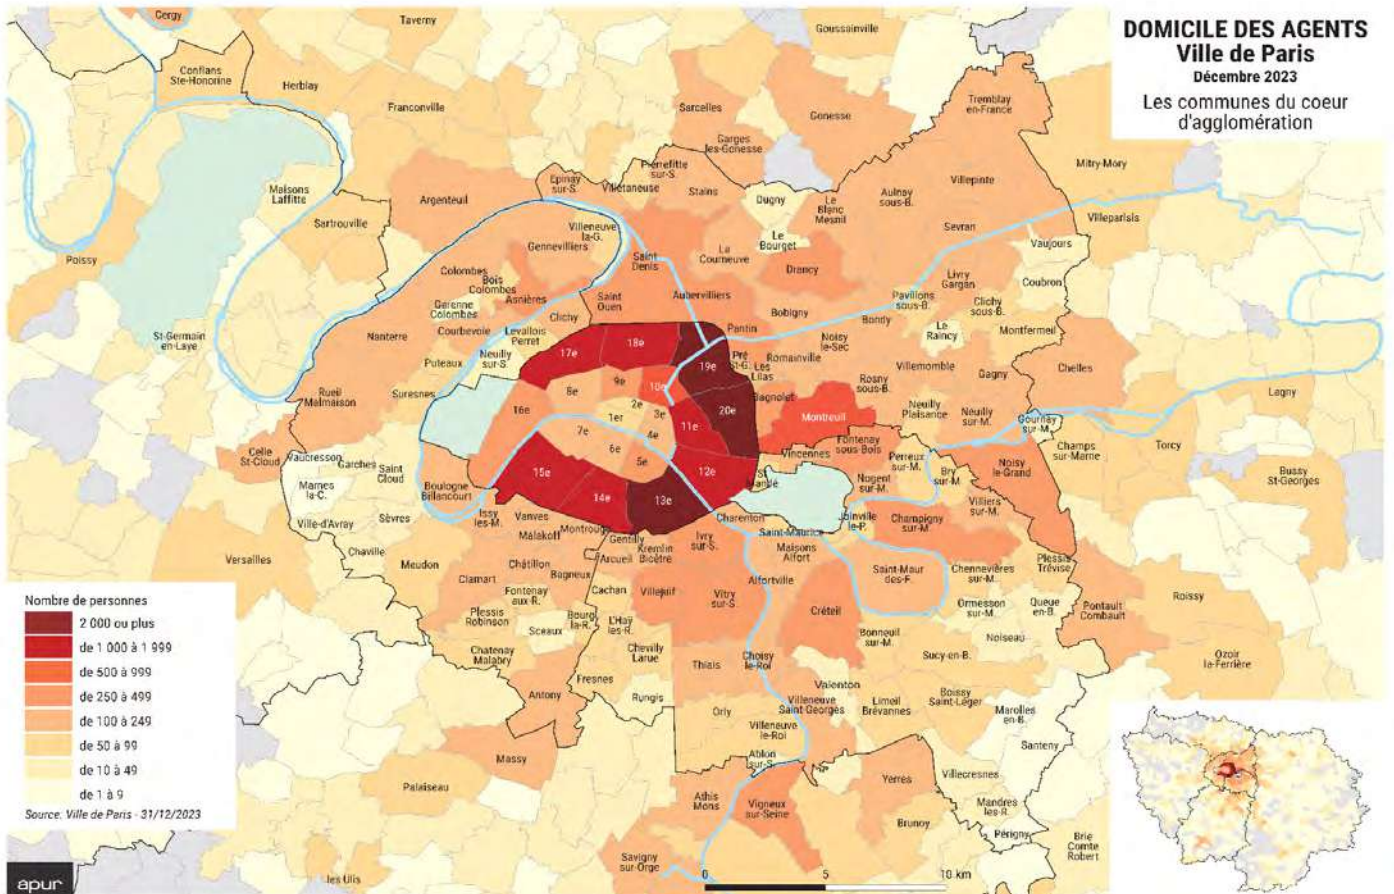 DOMICILE DES AGENTS
Ville de Paris
Décembre 2023
Les communes du coeur
d'agglomération
Cergy
Taverny
Goussainville
Conflans
Ste-Honorine
Herblay
Franconville
Sarcelles
Gonesse
Tremblay
en-France
Garges
les-Gonesse
Mitry-Mory
Maisons
Laffitte
Sartrouville
Argenteuil
Epinay
sur-S.
Villetaneuse
Pierrefitte
sur-S.
Stains
Dugny
Le
Blanc
Mesnil
Aulnay
sous-B.
Villepinte
Villeparisis
Poissy
Villeneuve
la-G.
Gennevilliers
Saint
Denis
La
Courneuve
Le
Bourget
Drancy
Sevran
Vaujours
Colombes
Bois
Colombes
Garenne
Colombes
Asnières
Saint
Ouen
Aubervilliers
Bobigny
Pavillons
sous-B.
Livry
Gargan
Clichy
sous-B.
Coubron
St-Germain
en-Laye
Nanterre
Courbevoie
Levallois
Perret
Clichy
Pantin
Noisy
le-Sec
Bondy
Le
Raincy
Montfermeil
Puteaux
Neuilly
sur-S.
17e
18e
19e
Pré
St-G.
Les
Lilas
Romainville
Villemomble
Gagny
Chelles
Rueil
Malmaison
Suresnes
16e
8e
9e
10e
2e
1er
3e
4e
11e
20e
Bagnolet
Montreuil
Rosny
sous-B.
Neuilly
Plaisance
Neuilly
sur-M.
Gournay
sur-M.
Lagny
7e
6e
5e
Celle
St-Cloud
Vaucresson
Garches
Saint
Cloud
Marnes
la-C.
Boulogne
Billancourt
15e
14e
13e
12e
St
Mandé
Vincennes
Fontenay
sous-Bois
Perreux
sur-M.
Nogent
sur-M.
Bry
sur-M.
Noisy
le-Grand
Champs
sur-Marne
Torcy
Bussy
St-Georges
Ville-d'Avray
Sèvres
Issy
les-M.
Vanves
Malakoff
Montrouge
Gentilly
Kremlin
Bicêtre
Ivry
sur-S.
Charenton
Saint-Maurice
Joinville
le-P.
Champigny
sur-M.
Villiers
sur-M.
Versailles
Chaville
Meudon
Clamart
Châtillon
Bagneux
Arcueil
Maisons
Alfort
Saint-Maur
des-F.
Chennevières
sur-M.
Plessis
Trévise
Fontenay
aux-R.
Cachan
Villejuif
Vitry
sur-S.
Alfortville
Créteil
Ormesson
sur-M.
Queue
en-B.
Pontault
Combault
Roissy
Plessis
Robinson
Sceaux
Bourg
la-R.
L'Haÿ
les-R.
Bonneuil
sur-M.
Noiseau
Chatenay
Malabry
Chevilly
Larue
Thiais
Choisy
le-Roi
Sucy-en-B.
Ozoir
la-Ferrière
Antony
Fresnes
Rungis
Orly
Valenton
Villeneuve
Saint-Georges
Limeil
Brévannes
Boissy
Saint-Léger
Marolles
en-B.
Villeneuve
le-Roi
Ablon
sur-S.
Santeny
Massy
Palaiseau
Athis
Mons
Vigneux
sur-Seine
Yerres
Villecresnes
Mandres
les-R.
Brunoy
Périgny
Brie
Comte
Robert
Savigny
sur-Orge
les Ulis
Nombre de personnes
2 000 ou plus
de 1 000 à 1 999
de 500 à 999
de 250 à 499
de 100 à 249
de 50 à 99
de 10 à 49
de 1 à 9
Source: Ville de Paris - 31/12/2023
apur
0 5 10 km